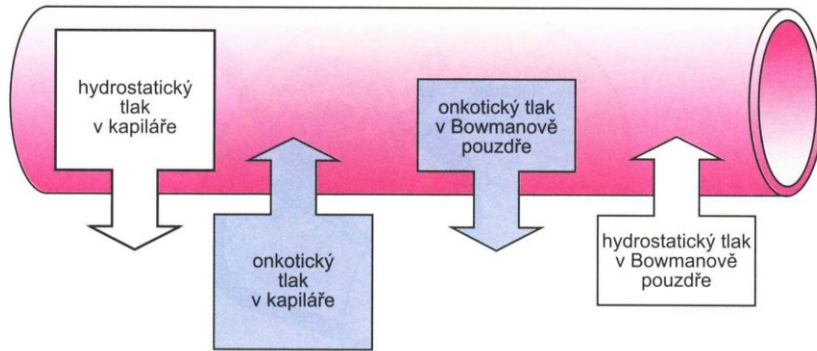 hydrostatický
tlak
v kapiláře
onkotický
tlak
v kapiláře
onkotický tlak
v Bowmanově
pouzdře
hydrostatický tlak
v Bowmanově
pouzdře